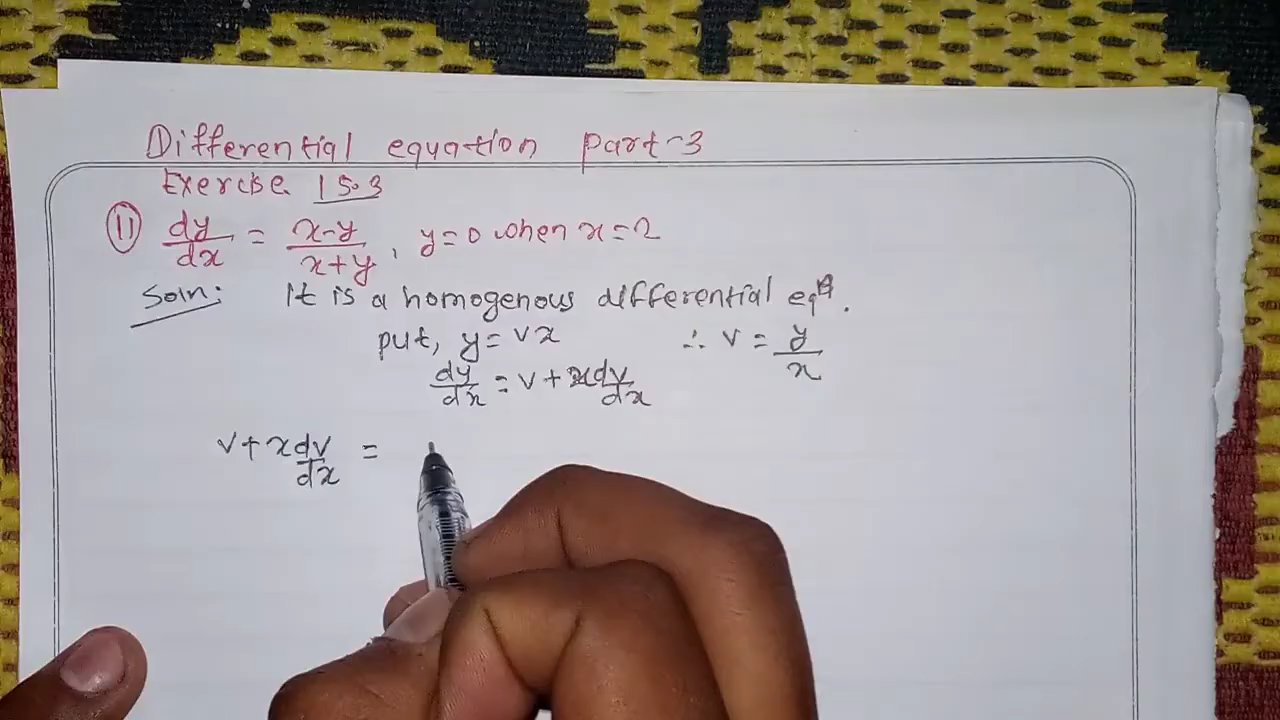 Differential equation part-3
Exercise 15.3
(11) dy/dx = x-y/x+y, y=0 when x=2
Soln: It is a homogenous differential eqn.
put, y=vx ∴ v = y/x
dy/dx = v + xdv/dx
v+xdv/dx =